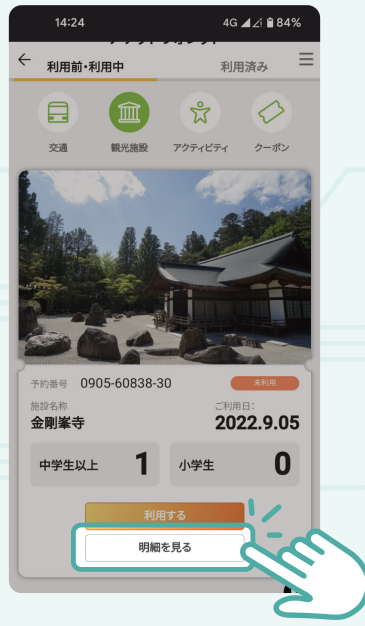 14:24 4G 84%
利用前・利用中 利用済み
交通 観光施設 アクティビティ クーポン
予約番号 0905-60838-30 未利用
施設名称 ご利用日:
金剛峯寺 2022.9.05
中学生以上 1 小学生 0
利用する
明細を見る